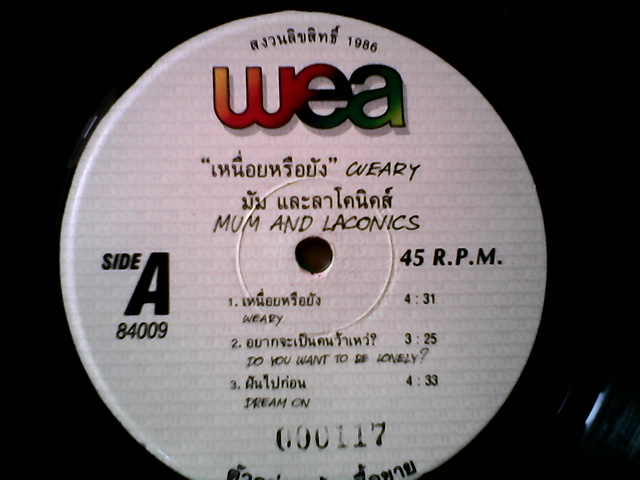 สงวนลิขสิทธิ์ 1986
wea
"เหนื่อยหรือยัง" WEARY
มัม และลาโคนิคส์
MUM AND LACONICS
SIDE A
45 R.P.M.
84009
1. เหนื่อยหรือยัง 4:31
WEARY
2. อยากจะเป็นคนว้าเหว่? 3:25
DO YOU WANT TO BE LONELY?
3. ฝันไปก่อน 4:33
DREAM ON
000117